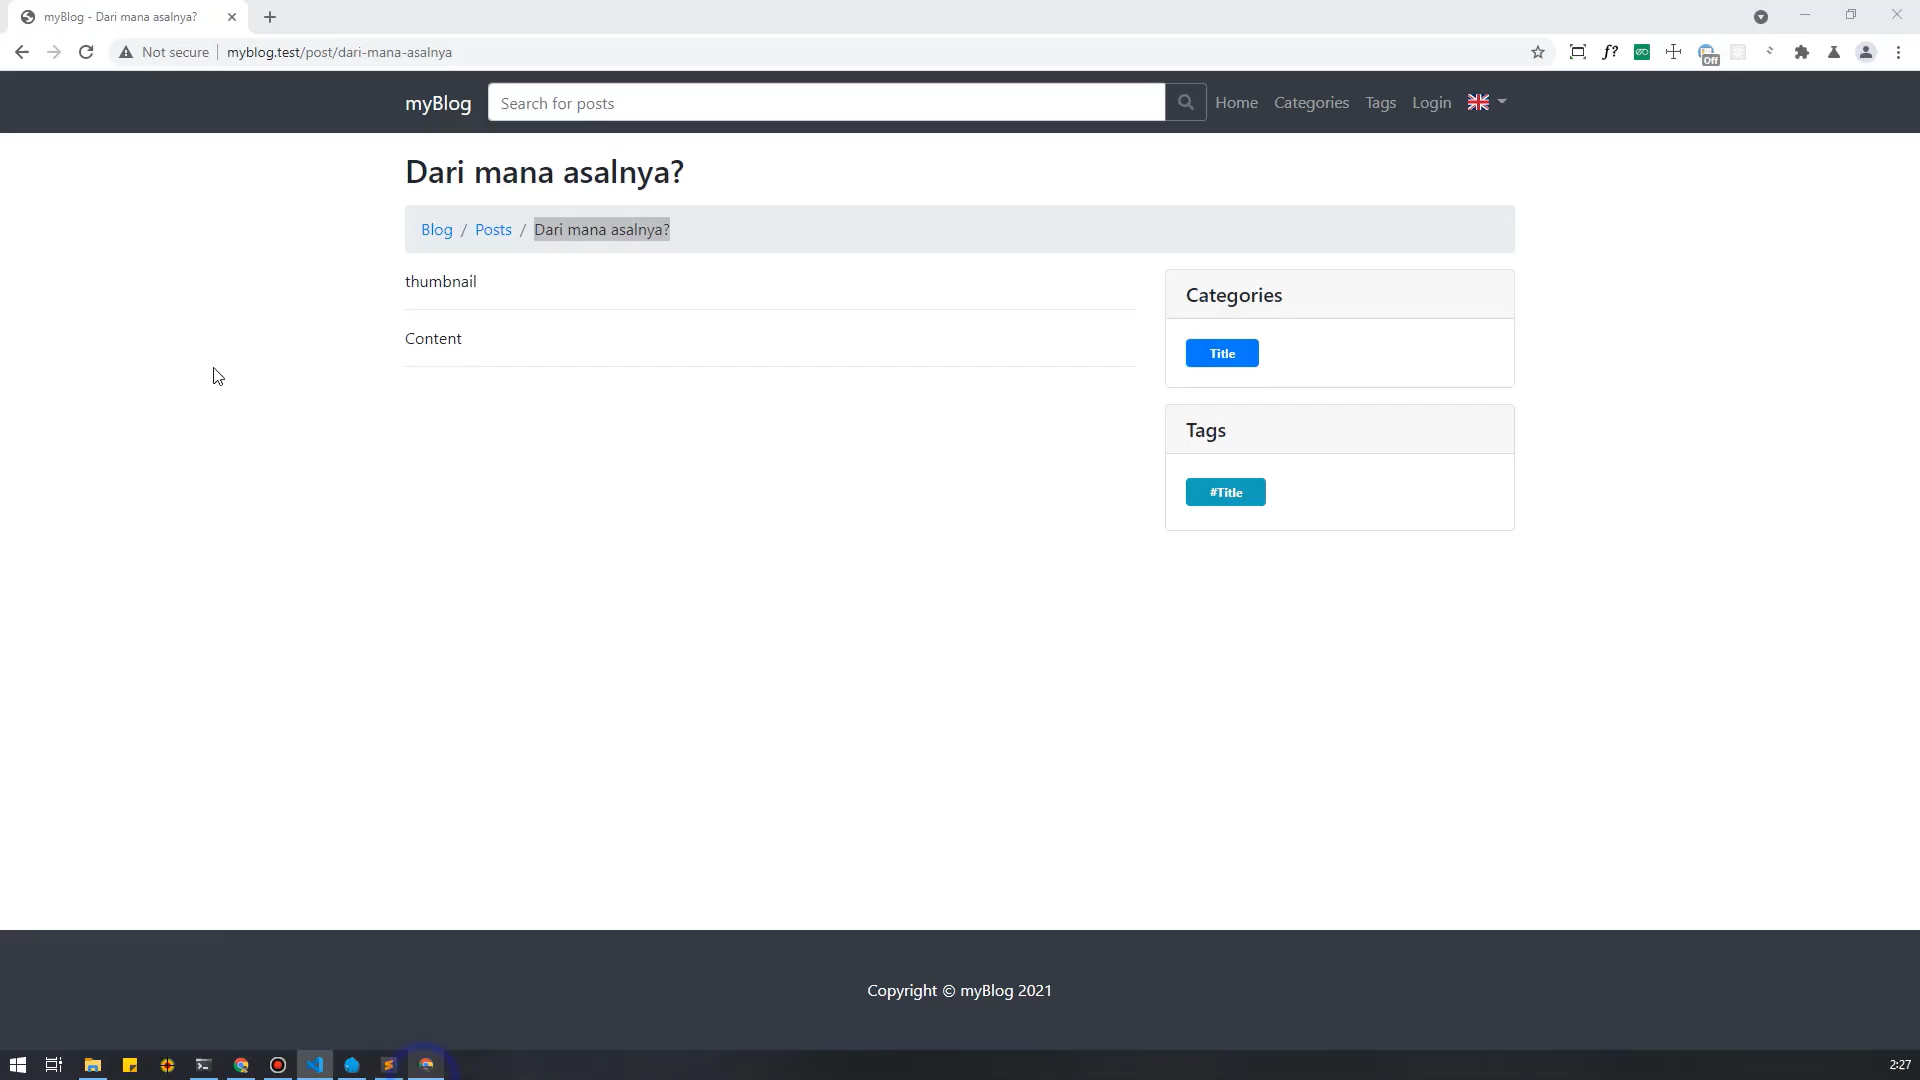 myBlog - Dari mana asalnya?
Not secure myblog.test/post/dari-mana-asalnya
f?
Off
myBlog Search for posts Home Categories Tags Login
Dari mana asalnya?
Blog / Posts / Dari mana asalnya?
thumbnail
Content
Categories
Title
Tags
#Title
Copyright © myBlog 2021
2:27